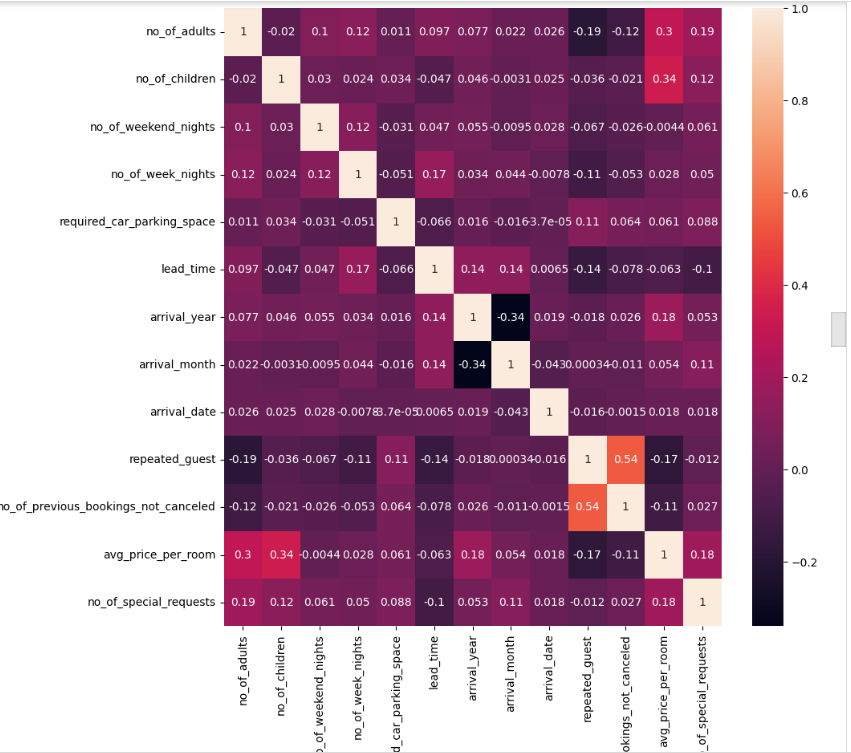 no_of_adults 1 -0.02 0.1 0.12 0.011 0.097 0.077 0.022 0.026 -0.19 -0.12 0.3 0.19 1.0
no_of_children -0.02 1 0.03 0.024 0.034 -0.047 0.046 -0.0031 0.025 -0.036 -0.021 0.34 0.12
0.8
no_of_weekend_nights 0.1 0.03 1 0.12 -0.031 0.047 0.055 -0.0095 0.028 -0.067 -0.026 -0.0044 0.061
no_of_week_nights 0.12 0.024 0.12 1 -0.051 0.17 0.034 0.044 -0.0078 -0.11 -0.053 0.028 0.05
0.6
required_car_parking_space 0.011 0.034 -0.031 -0.051 1 -0.066 0.016 -0.016 -3.7e-05 0.11 0.064 0.061 0.088
lead_time 0.097 -0.047 0.047 0.17 -0.066 1 0.14 0.14 0.0065 -0.14 -0.078 -0.063 -0.1
0.4
arrival_year 0.077 0.046 0.055 0.034 0.016 0.14 1 -0.34 0.019 -0.018 0.026 0.18 0.053
arrival_month 0.022 -0.0031 -0.0095 0.044 -0.016 0.14 -0.34 1 -0.043 0.00034 -0.011 0.054 0.11
0.2
arrival_date 0.026 0.025 0.028 -0.0078 3.7e-05 0.0065 0.019 -0.043 1 -0.016 -0.0015 0.018 0.018
repeated_guest -0.19 -0.036 -0.067 -0.11 0.11 -0.14 -0.018 0.00034 -0.016 1 0.54 -0.17 -0.012
0.0
no_of_previous_bookings_not_canceled -0.12 -0.021 -0.026 -0.053 0.064 -0.078 0.026 -0.011 -0.0015 0.54 1 -0.11 0.027
avg_price_per_room 0.3 0.34 -0.0044 0.028 0.061 -0.063 0.18 0.054 0.018 -0.17 -0.11 1 0.18
−0.2
no_of_special_requests 0.19 0.12 0.061 0.05 0.088 -0.1 0.053 0.11 0.018 -0.012 0.027 0.18 1
no_of_adults
no_of_children
o_of_weekend_nights
no_of_week_nights
d_car_parking_space
lead_time
arrival_year
arrival_month
arrival_date
repeated_guest
okings_not_canceled
avg_price_per_room
_of_special_requests